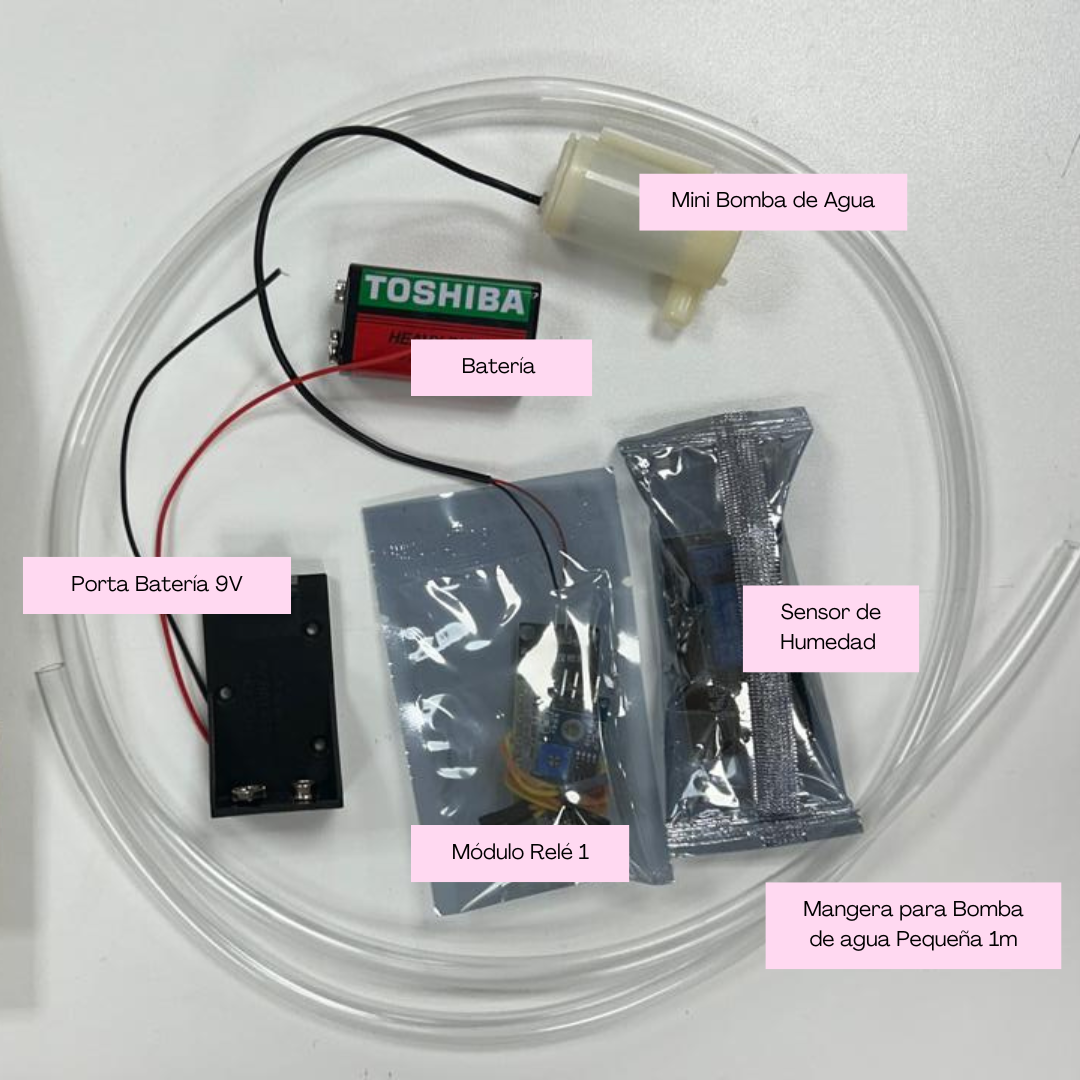 Mini Bomba de Agua
TOSHIBA
Batería
Porta Batería 9V
Sensor de
Humedad
Módulo Relé 1
Mangera para Bomba
de agua Pequeña 1m